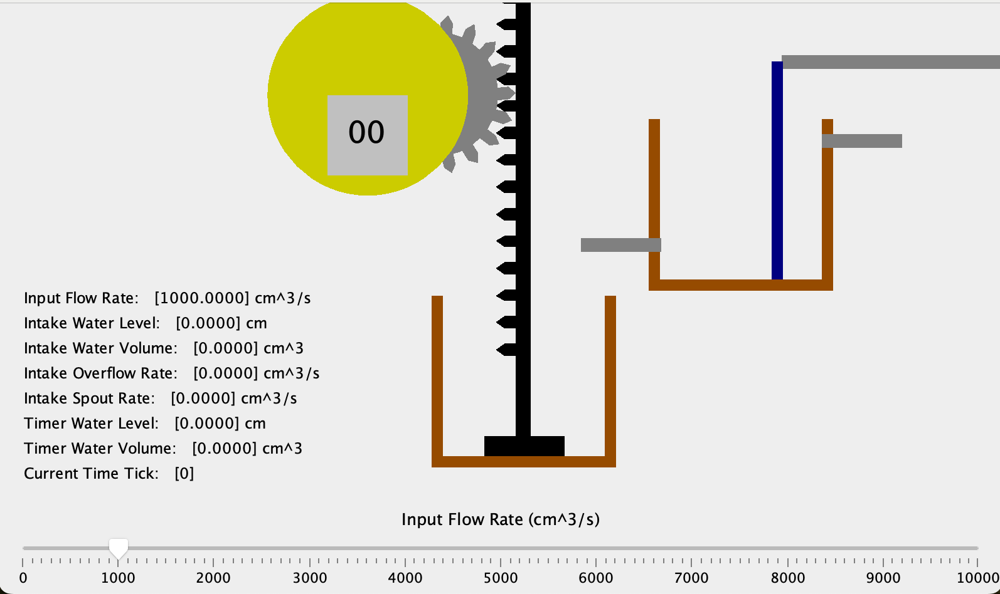 00
Input Flow Rate: [1000.0000] cm^3/s
Intake Water Level: [0.0000] cm
Intake Water Volume: [0.0000] cm^3
Intake Overflow Rate: [0.0000] cm^3/s
Intake Spout Rate: [0.0000] cm^3/s
Timer Water Level: [0.0000] cm
Timer Water Volume: [0.0000] cm^3
Current Time Tick: [0]
Input Flow Rate (cm^3/s)
0 1000 2000 3000 4000 5000 6000 7000 8000 9000 10000